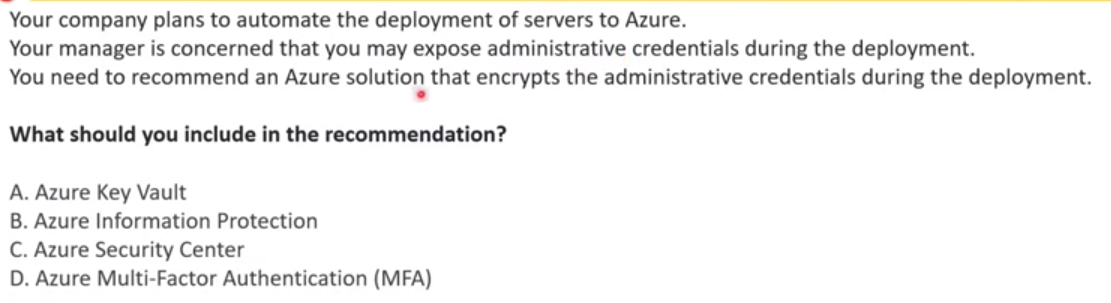 Your company plans to automate the deployment of servers to Azure.
Your manager is concerned that you may expose administrative credentials during the deployment.
You need to recommend an Azure solution that encrypts the administrative credentials during the deployment.
What should you include in the recommendation?
A. Azure Key Vault
B. Azure Information Protection
C. Azure Security Center
D. Azure Multi-Factor Authentication (MFA)